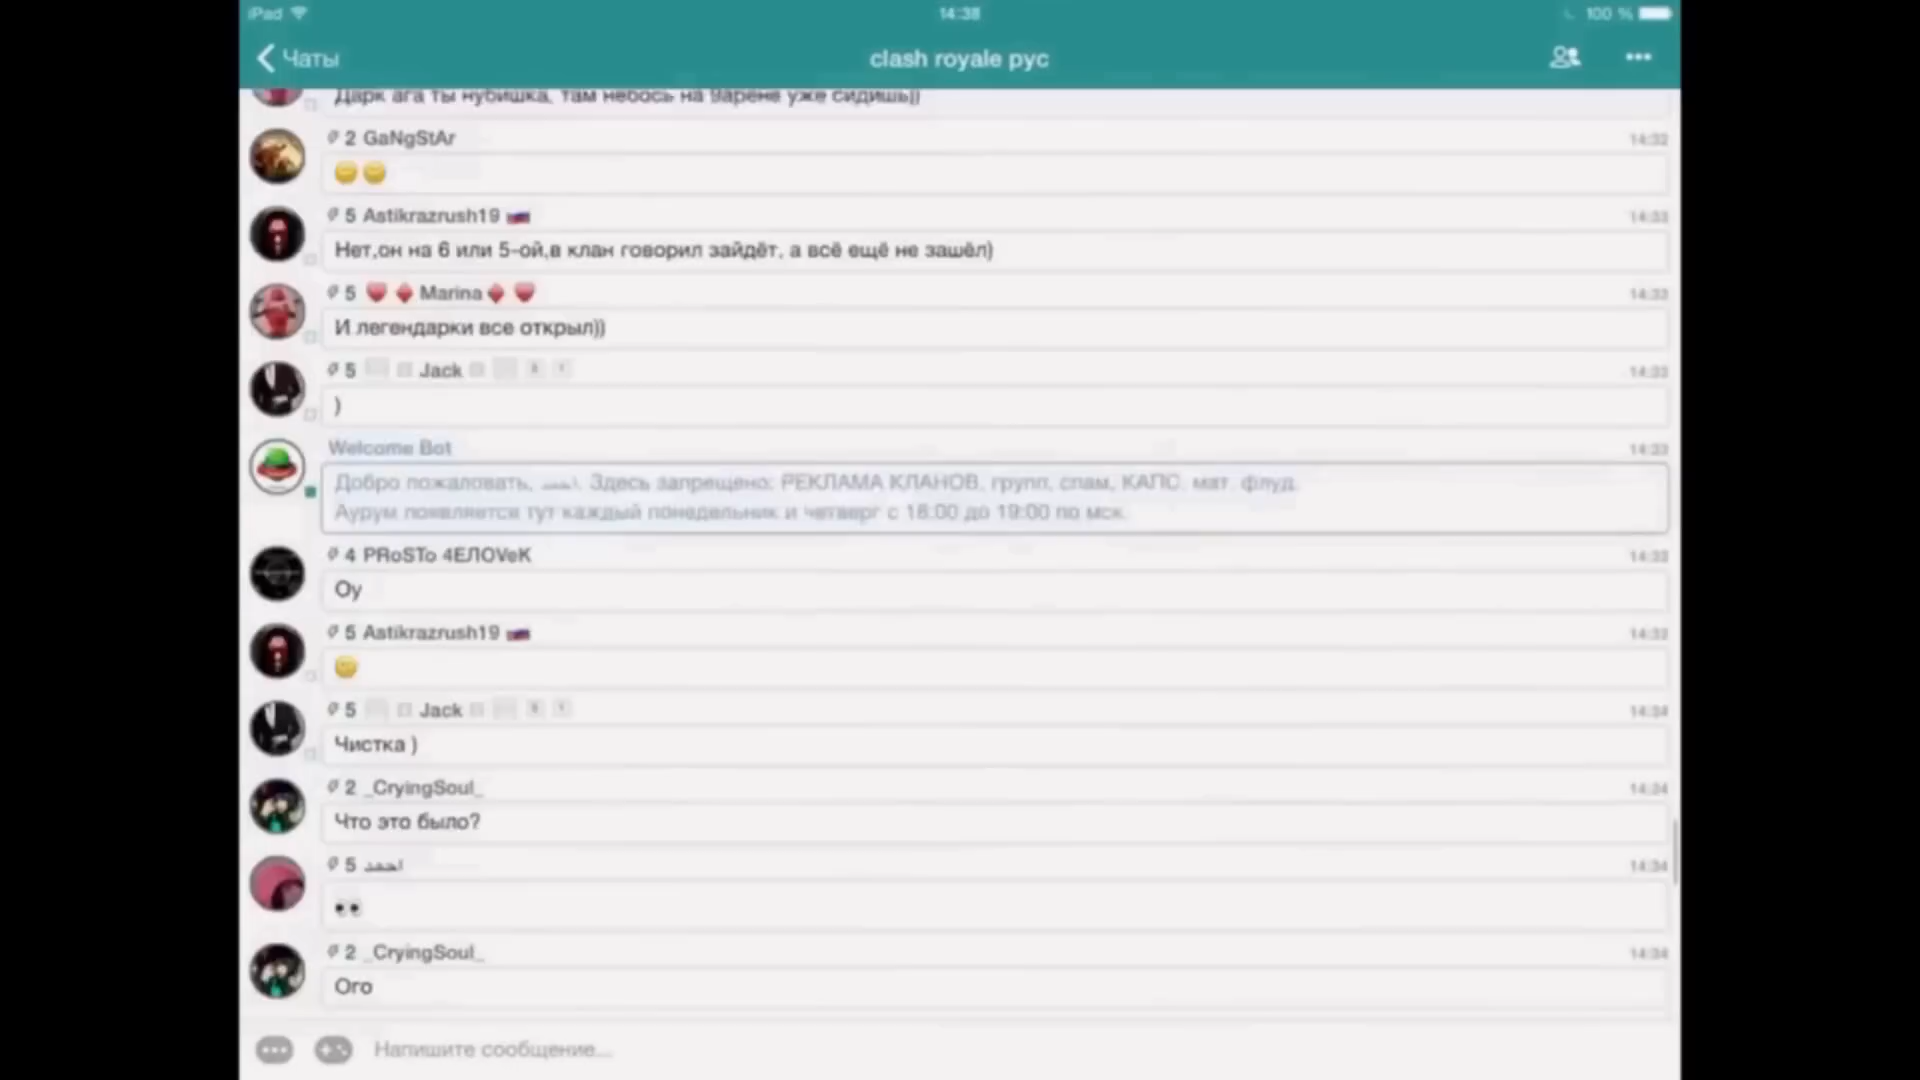 iPad 14:38 100 %
Чаты clash royale рус
Дарк ага ты нубишка, там небось на 9арене уже сидишь))
2 GaNgStAr 14:32
5 Astikrazrush19 14:33
Нет,он на 6 или 5-ой,в клан говорил зайдёт, а всё ещё не зашёл)
5 Marina 14:33
И легендарки все открыл))
5 Jack 14:33
)
Welcome Bot 14:33
Добро пожаловать, احمد. Здесь запрещено: РЕКЛАМА КЛАНОВ, групп, спам, КАПС, мат, флуд.
Аурум появляется тут каждый понедельник и четверг с 18:00 до 19:00 по мск.
4 PRoSTo 4ЕЛОVeK 14:33
Оу
5 Astikrazrush19 14:33
5 Jack 14:34
Чистка )
2 _CryingSoul_ 14:34
Что это было?
5 احمد 14:34
2 _CryingSoul_ 14:34
Ого
Напишите сообщение...